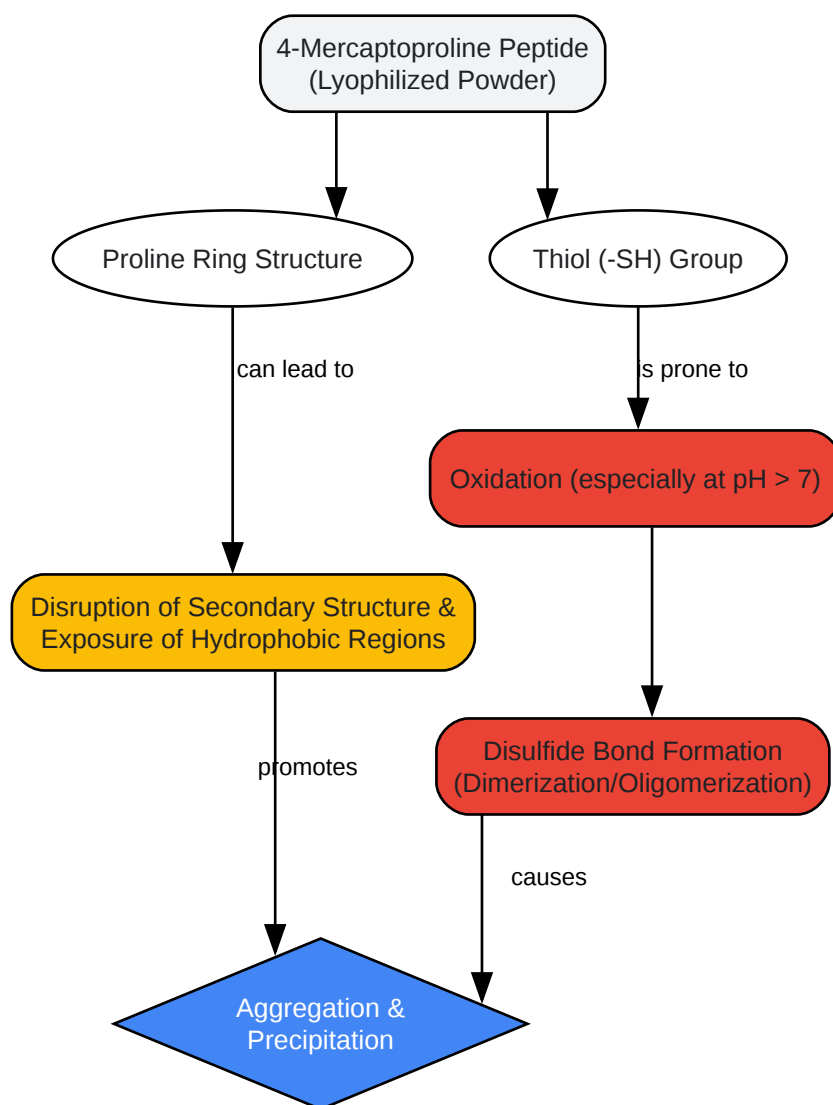 4-Mercaptoproline Peptide
(Lyophilized Powder)
Proline Ring Structure
Thiol (-SH) Group
can lead to
is prone to
Oxidation (especially at pH > 7)
Disruption of Secondary Structure &
Exposure of Hydrophobic Regions
Disulfide Bond Formation
(Dimerization/Oligomerization)
promotes
causes
Aggregation &
Precipitation